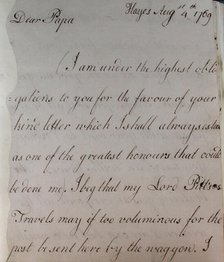 Hayes Augst 4th 1769
Dear Papa
I am under the highest obli
gations to you for the favour of your
kind letter which I shall always esteem
as one of the greatest honours that could
be done me. I beg that my Lord Pitt's
Travels may if too voluminous for the
post be sent here by the waggon. I